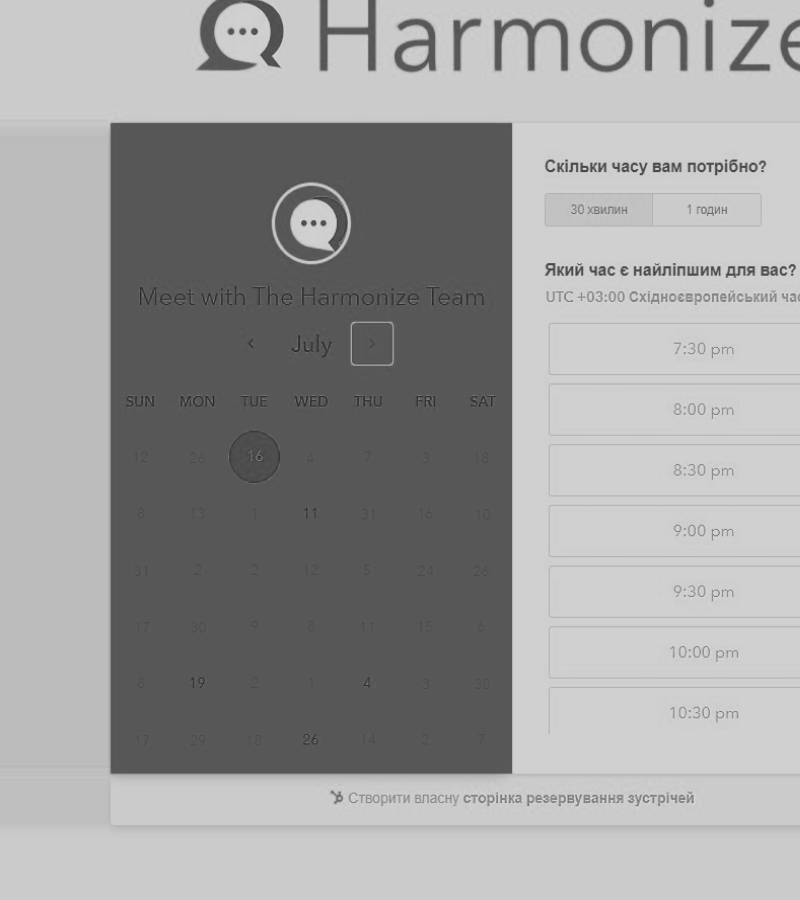 Harmonize
Скільки часу вам потрібно?
30 хвилин 1 годин
Який час є найліпшим для вас?
UTC +03:00 Східноєвропейський час
Meet with The Harmonize Team
July
SUN MON TUE WED THU FRI SAT
12 26 16 4 7 3 18
8 13 1 11 31 16 10
31 2 2 12 5 24 26
17 30 9 8 11 15 6
8 19 2 1 4 3 30
17 29 18 26 14 2 7
7:30 pm
8:00 pm
8:30 pm
9:00 pm
9:30 pm
10:00 pm
10:30 pm
Створити власну сторінка резервування зустрічей